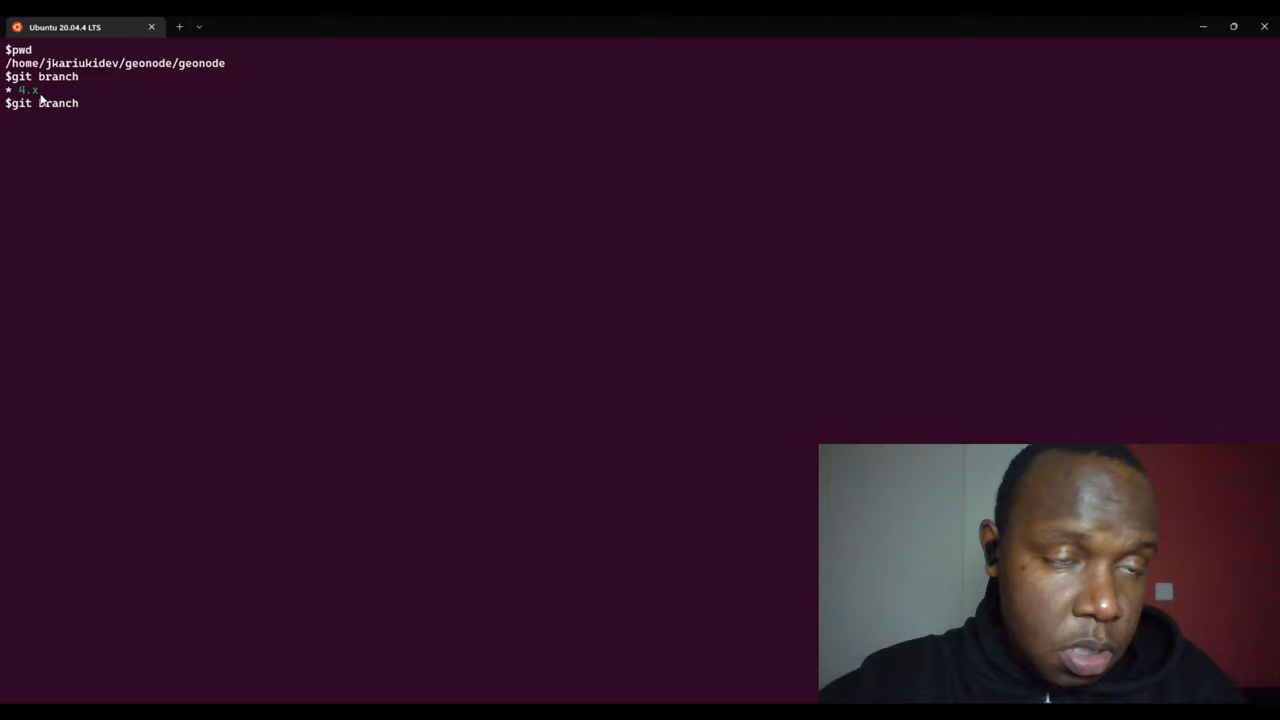 Ubuntu 20.04.4 LTS
$pwd
/home/jkariukidev/geonode/geonode
$git branch
* 4.x
$git branch